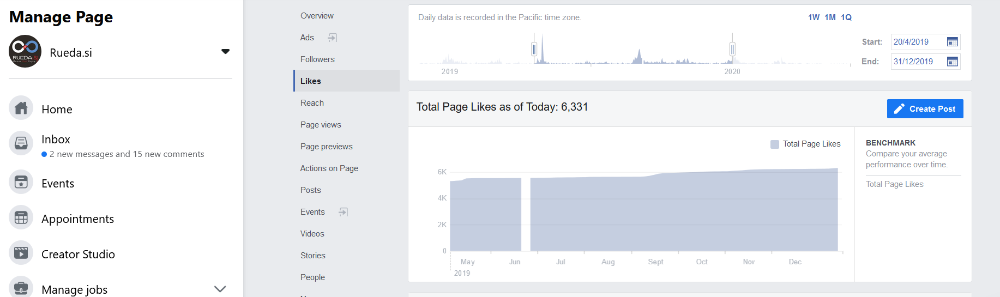 Manage Page
RUEDA.SI
Rueda.si
Home
Inbox
2 new messages and 15 new comments
Events
Appointments
Creator Studio
Manage jobs
Overview
Ads
Followers
Likes
Reach
Page views
Page previews
Actions on Page
Posts
Events
Videos
Stories
People
Daily data is recorded in the Pacific time zone.
1W 1M 1Q
2019
2020
Start: 20/4/2019
End: 31/12/2019
Total Page Likes as of Today: 6,331
Create Post
Total Page Likes
6K
4K
2K
0
May Jun Jul Aug Sept Oct Nov Dec
2019
BENCHMARK
Compare your average
performance over time.
Total Page Likes